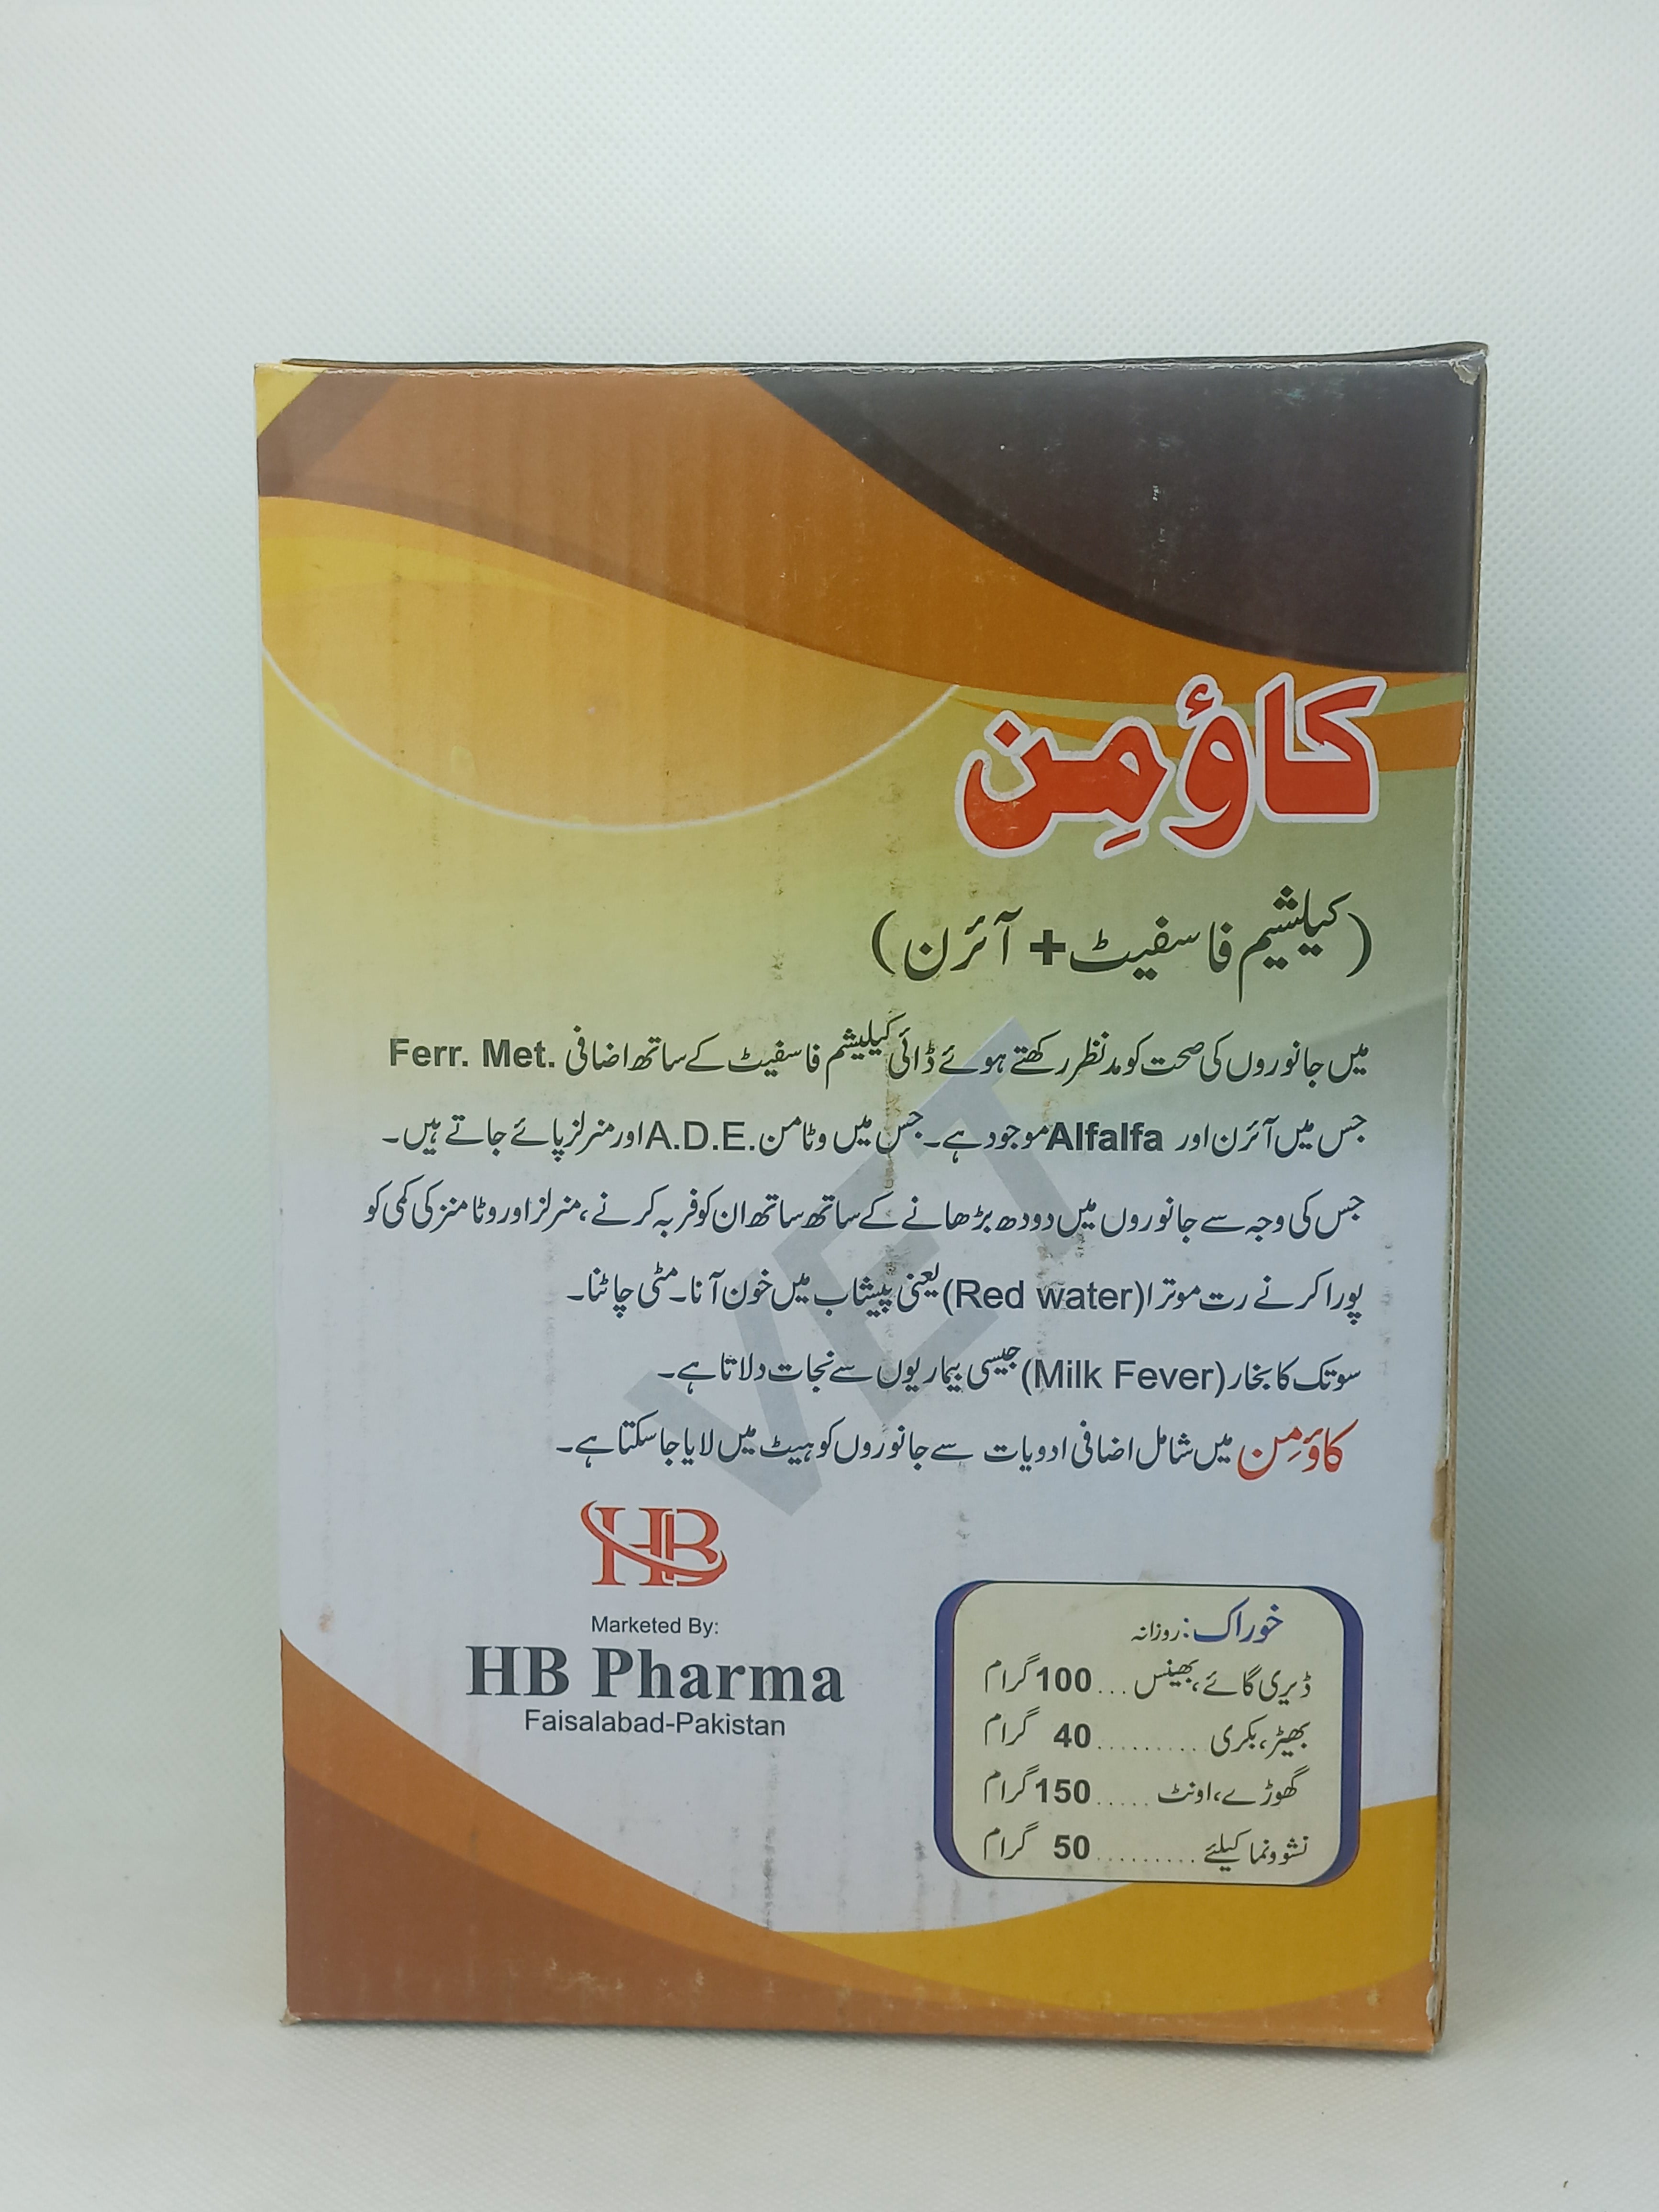 کاؤمِن
(کیلشیم فاسفیٹ + آئرن)
میں جانوروں کی صحت کو مدنظر رکھتے ہوئے ڈائی کیلیشم فاسفیٹ کے ساتھ اضافی Ferr. Met.
جس میں آئرن اور Alfalfa موجود ہے۔ جس میں وٹامن A.D.E. اور منرلز پائے جاتے ہیں۔
جس کی وجہ سے جانوروں میں دودھ بڑھانے کے ساتھ ساتھ ان کو فربہ کرنے، منرلز اور وٹامنز کی کمی کو
پورا کرنے رت موترا (Red water) یعنی پیشاب میں خون آنا۔ مٹی چاٹنا۔
سوتک کا بخار (Milk Fever) جیسی بیماریوں سے نجات دلاتا ہے۔
کاؤمِن میں شامل اضافی ادویات سے جانوروں کو ہیٹ میں لایا جا سکتا ہے۔
VET
HB
Marketed By:
HB Pharma
Faisalabad-Pakistan
خوراک: روزانہ
ڈیری گائے، بھینس ... 100 گرام
بھیڑ، بکری ......... 40 گرام
گھوڑے، اونٹ ..... 150 گرام
نشوونما کیلئے ......... 50 گرام